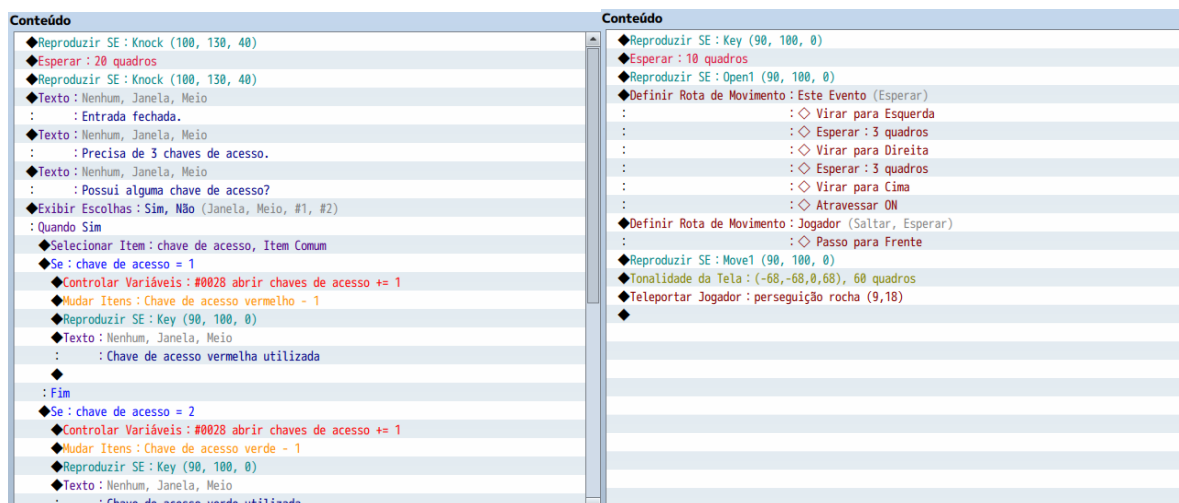 Conteúdo
◆Reproduzir SE：Knock (100, 130, 40)
◆Esperar：20 quadros
◆Reproduzir SE：Knock (100, 130, 40)
◆Texto：Nenhum, Janela, Meio
：　　：Entrada fechada.
◆Texto：Nenhum, Janela, Meio
：　　：Precisa de 3 chaves de acesso.
◆Texto：Nenhum, Janela, Meio
：　　：Possui alguma chave de acesso?
◆Exibir Escolhas：Sim, Não (Janela, Meio, #1, #2)
：Quando Sim
◆Selecionar Item：chave de acesso, Item Comum
◆Se：chave de acesso = 1
◆Controlar Variáveis：#0028 abrir chaves de acesso += 1
◆Mudar Itens：Chave de acesso vermelho - 1
◆Reproduzir SE：Key (90, 100, 0)
◆Texto：Nenhum, Janela, Meio
：　　：Chave de acesso vermelha utilizada
◆
：Fim
◆Se：chave de acesso = 2
◆Controlar Variáveis：#0028 abrir chaves de acesso += 1
◆Mudar Itens：Chave de acesso verde - 1
◆Reproduzir SE：Key (90, 100, 0)
◆Texto：Nenhum, Janela, Meio
：　　：Chave de acesso verde utilizada
Conteúdo
◆Reproduzir SE：Key (90, 100, 0)
◆Esperar：10 quadros
◆Reproduzir SE：Open1 (90, 100, 0)
◆Definir Rota de Movimento：Este Evento (Esperar)
：　　：◇ Virar para Esquerda
：　　：◇ Esperar：3 quadros
：　　：◇ Virar para Direita
：　　：◇ Esperar：3 quadros
：　　：◇ Virar para Cima
：　　：◇ Atravessar ON
◆Definir Rota de Movimento：Jogador (Saltar, Esperar)
：　　：◇ Passo para Frente
◆Reproduzir SE：Move1 (90, 100, 0)
◆Tonalidade da Tela：(-68,-68,0,68), 60 quadros
◆Teleportar Jogador：perseguição rocha (9,18)
◆